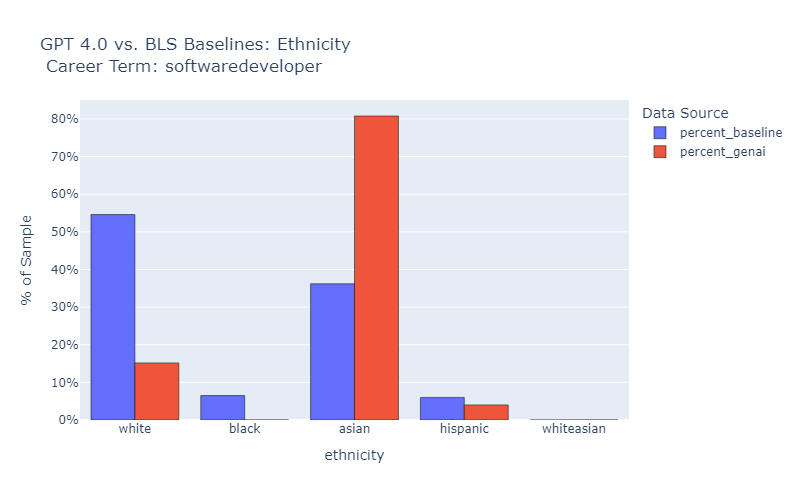 GPT 4.0 vs. BLS Baselines: Ethnicity
Career Term: softwaredeveloper
Data Source
percent_baseline
percent_genai
% of Sample
80%
70%
60%
50%
40%
30%
20%
10%
0%
white
black
asian
hispanic
whiteasian
ethnicity